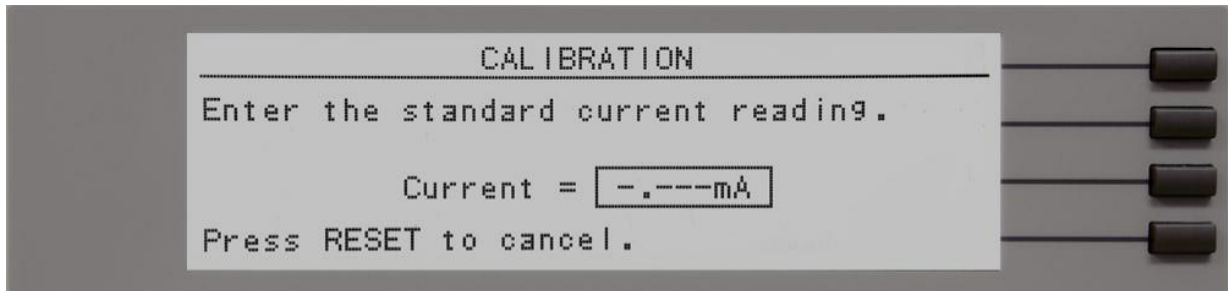 CALIBRATION
Enter the standard current reading.
Current = -.---mA
Press RESET to cancel.